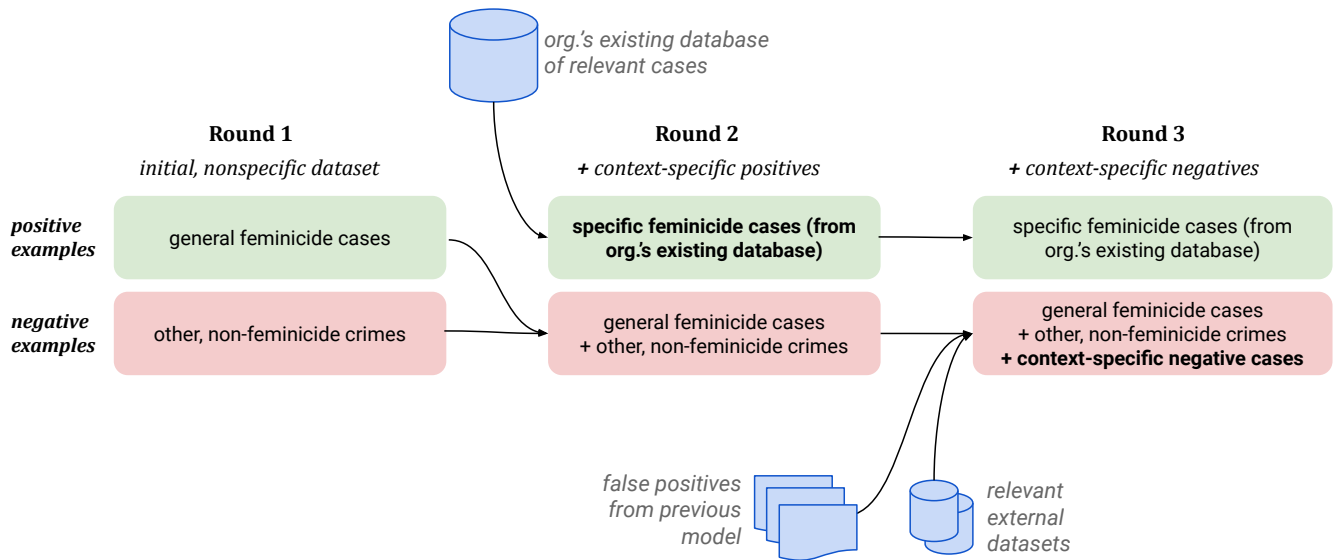 org.'s existing database
of relevant cases
Round 1
initial, nonspecific dataset
Round 2
+ context-specific positives
Round 3
+ context-specific negatives
positive
examples
general feminicide cases
specific feminicide cases (from
org.'s existing database)
specific feminicide cases (from
org.'s existing database)
negative
examples
other, non-feminicide crimes
general feminicide cases
+ other, non-feminicide crimes
general feminicide cases
+ other, non-feminicide crimes
+ context-specific negative cases
false positives
from previous
model
relevant
external
datasets